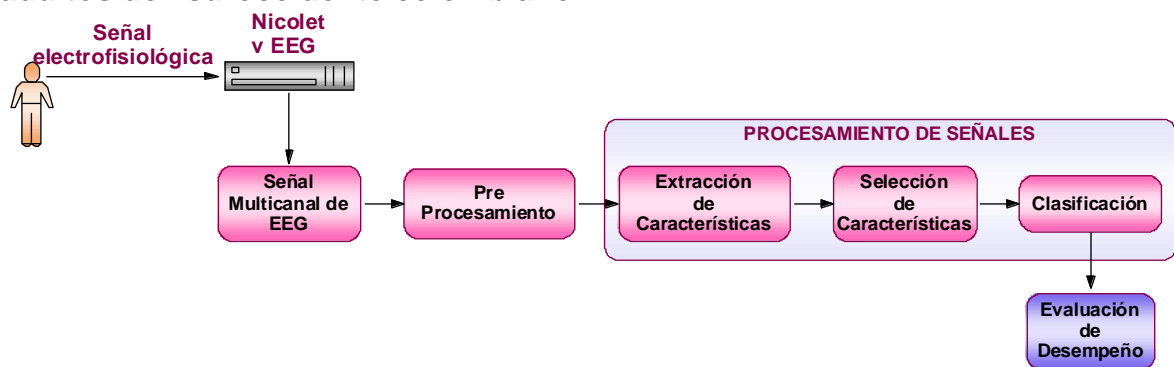 Señal
electrofisiológica
Nicolet
v EEG
PROCESAMIENTO DE SEÑALES
Señal
Multicanal de
EEG
Pre
Procesamiento
Extracción
de
Características
Selección
de
Características
Clasificación
Evaluación
de
Desempeño